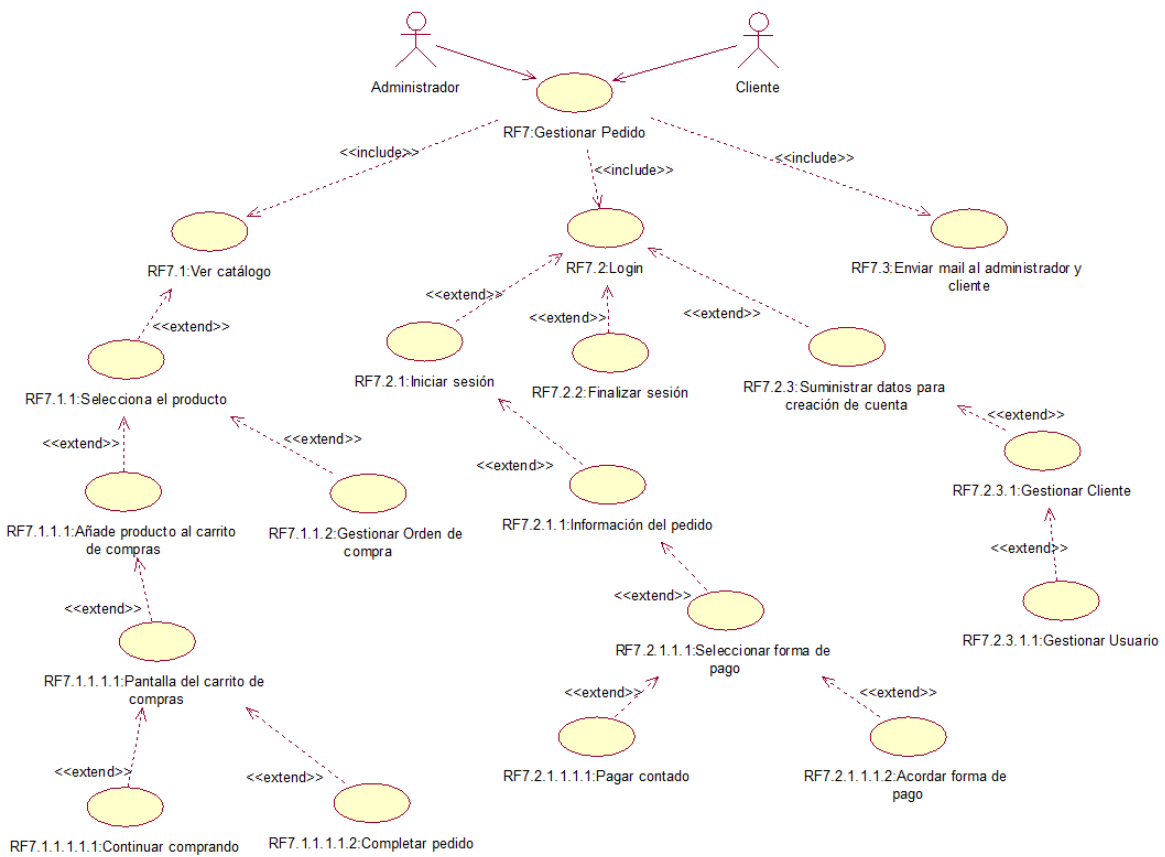 Administrador
Cliente
RF7:Gestionar Pedido
<<include>>
<<include>>
<<include>>
RF7.1:Ver catálogo
RF7.2:Login
RF7.3:Enviar mail al administrador y
cliente
<<extend>>
<<extend>>
<<extend>>
<<extend>>
RF7.1.1:Selecciona el producto
RF7.2.1:Iniciar sesión
RF7.2.2:Finalizar sesión
RF7.2.3:Suministrar datos para
creación de cuenta
<<extend>>
<<extend>>
<<extend>>
<<extend>>
RF7.1.1.1:Añade producto al carrito
de compras
RF7.1.1.2:Gestionar Orden de
compra
RF7.2.1.1:Información del pedido
RF7.2.3.1:Gestionar Cliente
<<extend>>
<<extend>>
<<extend>>
RF7.1.1.1.1:Pantalla del carrito de
compras
RF7.2.1.1.1:Seleccionar forma de
pago
RF7.2.3.1.1:Gestionar Usuario
<<extend>>
<<extend>>
<<extend>>
<<extend>>
RF7.1.1.1.1.1:Continuar comprando
RF7.1.1.1.1.2:Completar pedido
RF7.2.1.1.1.1:Pagar contado
RF7.2.1.1.1.2:Acordar forma de
pago